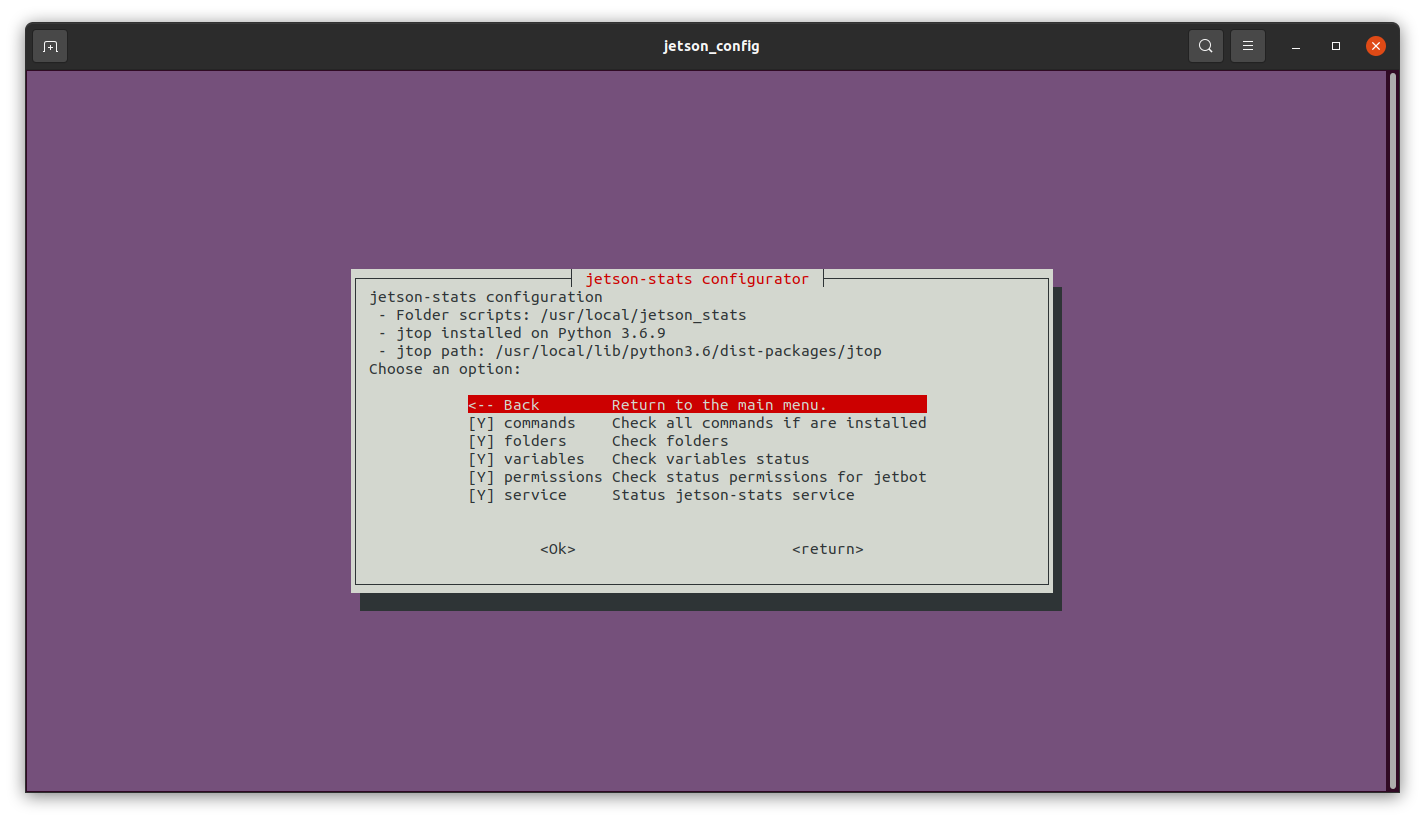 jetson_config
jetson-stats configurator
jetson-stats configuration
- Folder scripts: /usr/local/jetson_stats
- jtop installed on Python 3.6.9
- jtop path: /usr/local/lib/python3.6/dist-packages/jtop
Choose an option:
<-- Back Return to the main menu.
[Y] commands Check all commands if are installed
[Y] folders Check folders
[Y] variables Check variables status
[Y] permissions Check status permissions for jetbot
[Y] service Status jetson-stats service
<Ok> <return>